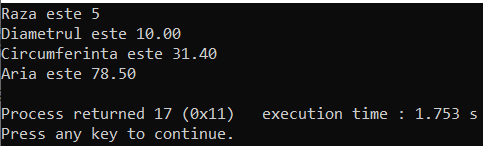 Raza este 5
Diametrul este 10.00
Circumferinta este 31.40
Aria este 78.50
Process returned 17 (0x11)   execution time : 1.753 s
Press any key to continue.